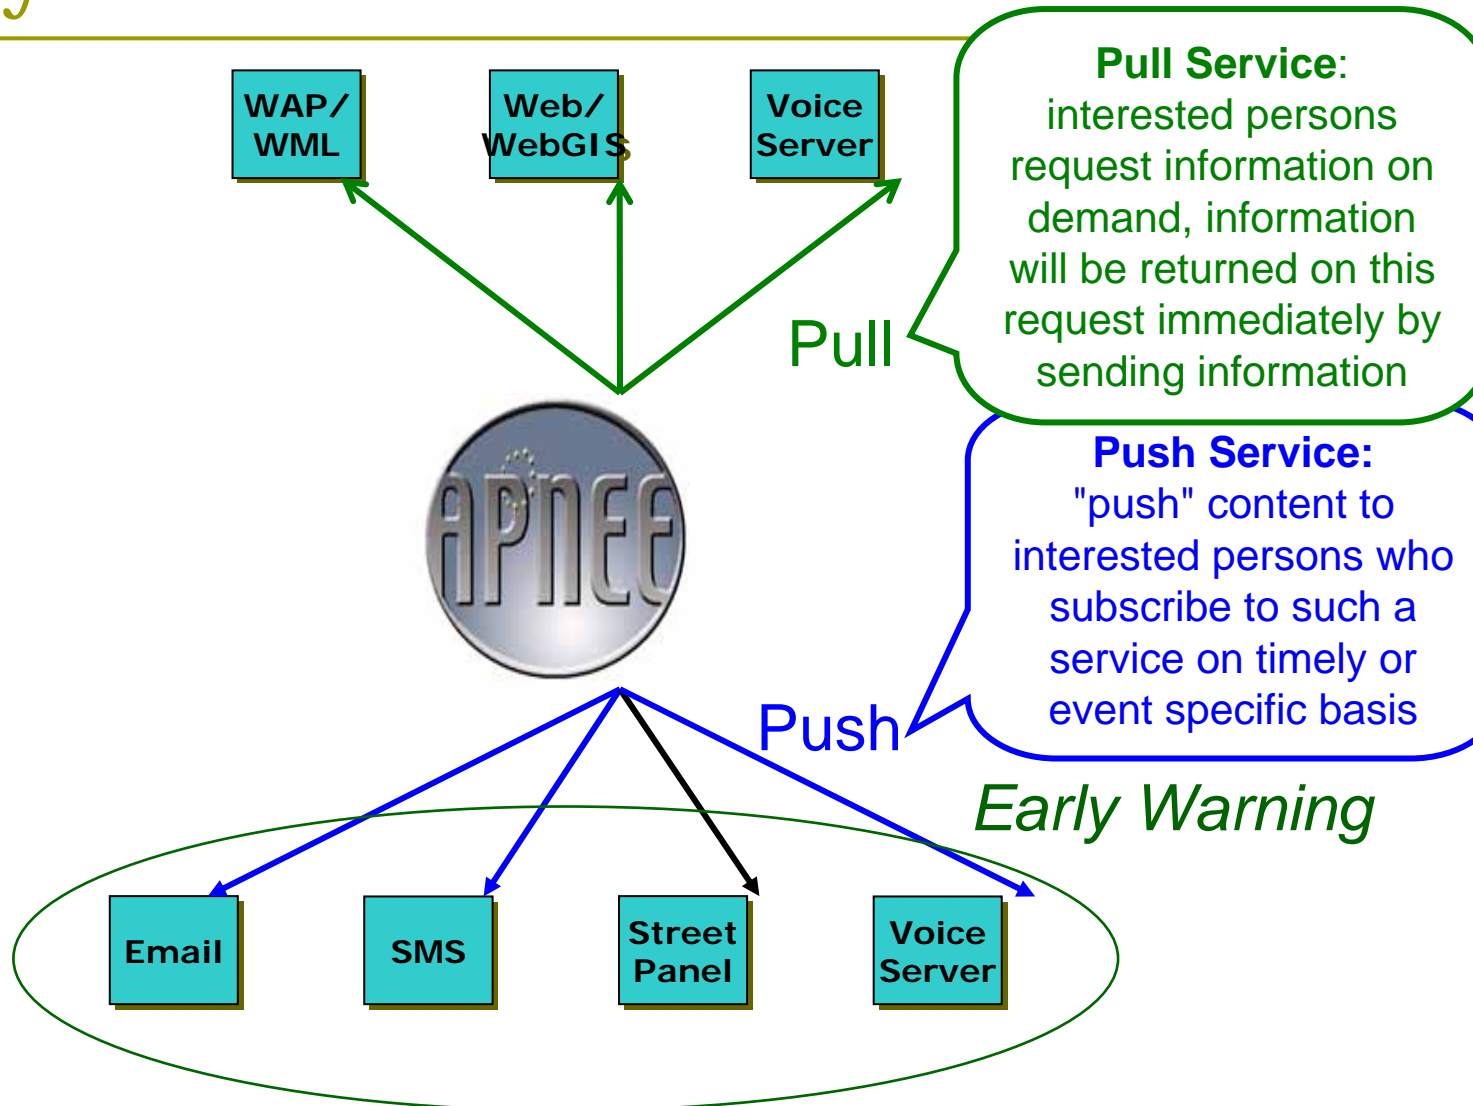 WAP/
WML
Web/
WebGIS
Voice
Server
Pull Service:
interested persons
request information on
demand, information
will be returned on this
request immediately by
sending information
Pull
APNEE
Push Service:
"push" content to
interested persons who
subscribe to such a
service on timely or
event specific basis
Push
Early Warning
Email
SMS
Street
Panel
Voice
Server